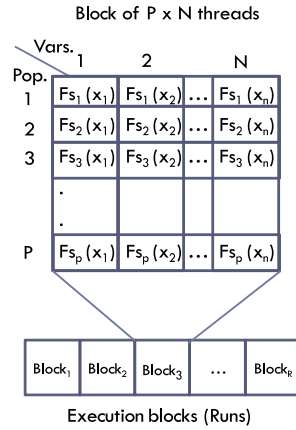 Block of P x N threads
Vars.
1 2 N
Pop.
1 Fs₁(x₁) Fs₁(x₂) ... Fs₁(xₙ)
2 Fs₂(x₁) Fs₂(x₂) ... Fs₂(xₙ)
3 Fs₃(x₁) Fs₃(x₂) ... Fs₃(xₙ)
.
.
P Fsₚ(x₁) Fsₚ(x₂) ... Fsₚ(xₙ)
Block₁ Block₂ Block₃ ... Block_R
Execution blocks (Runs)